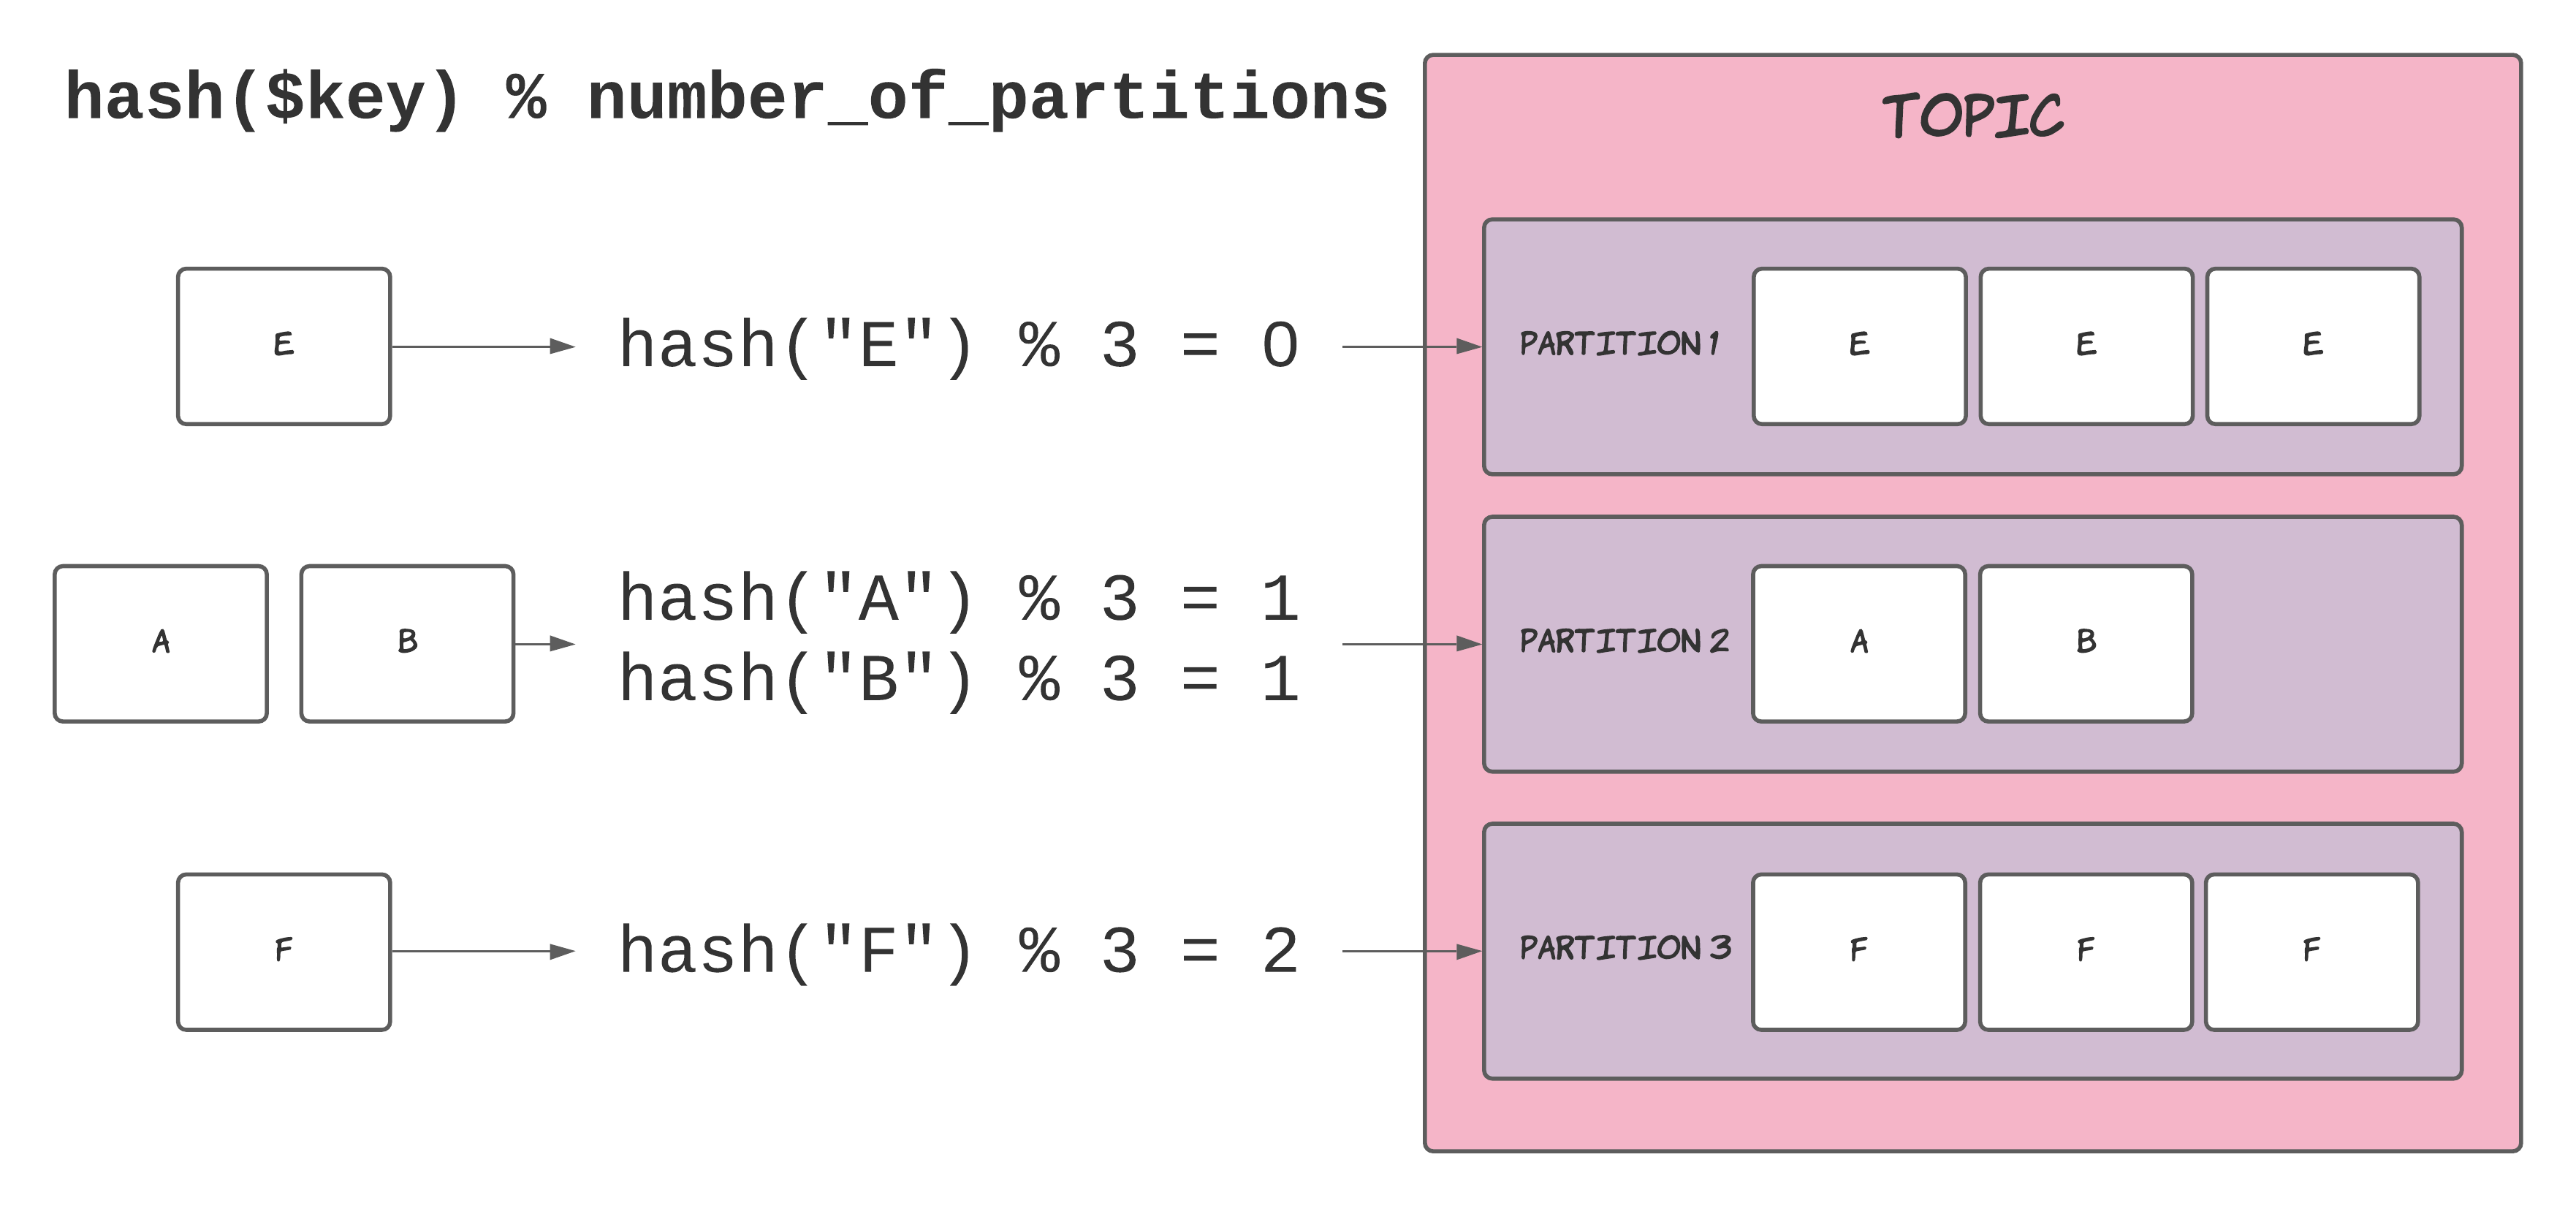 hash($key) % number_of_partitions
TOPIC
E
hash("E") % 3 = 0
PARTITION 1
E
E
E
A
B
hash("A") % 3 = 1
hash("B") % 3 = 1
PARTITION 2
A
B
F
hash("F") % 3 = 2
PARTITION 3
F
F
F